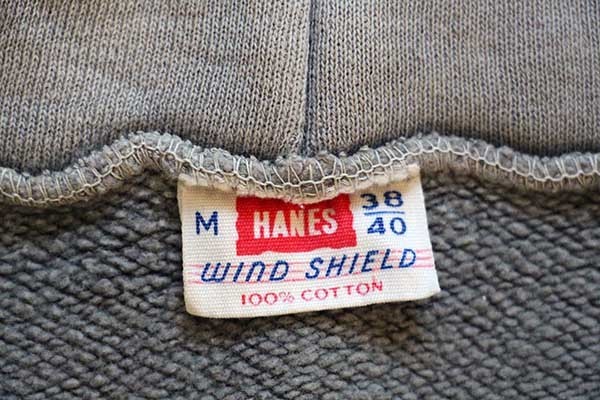 M HANES 38/40
WIND SHIELD
100% COTTON